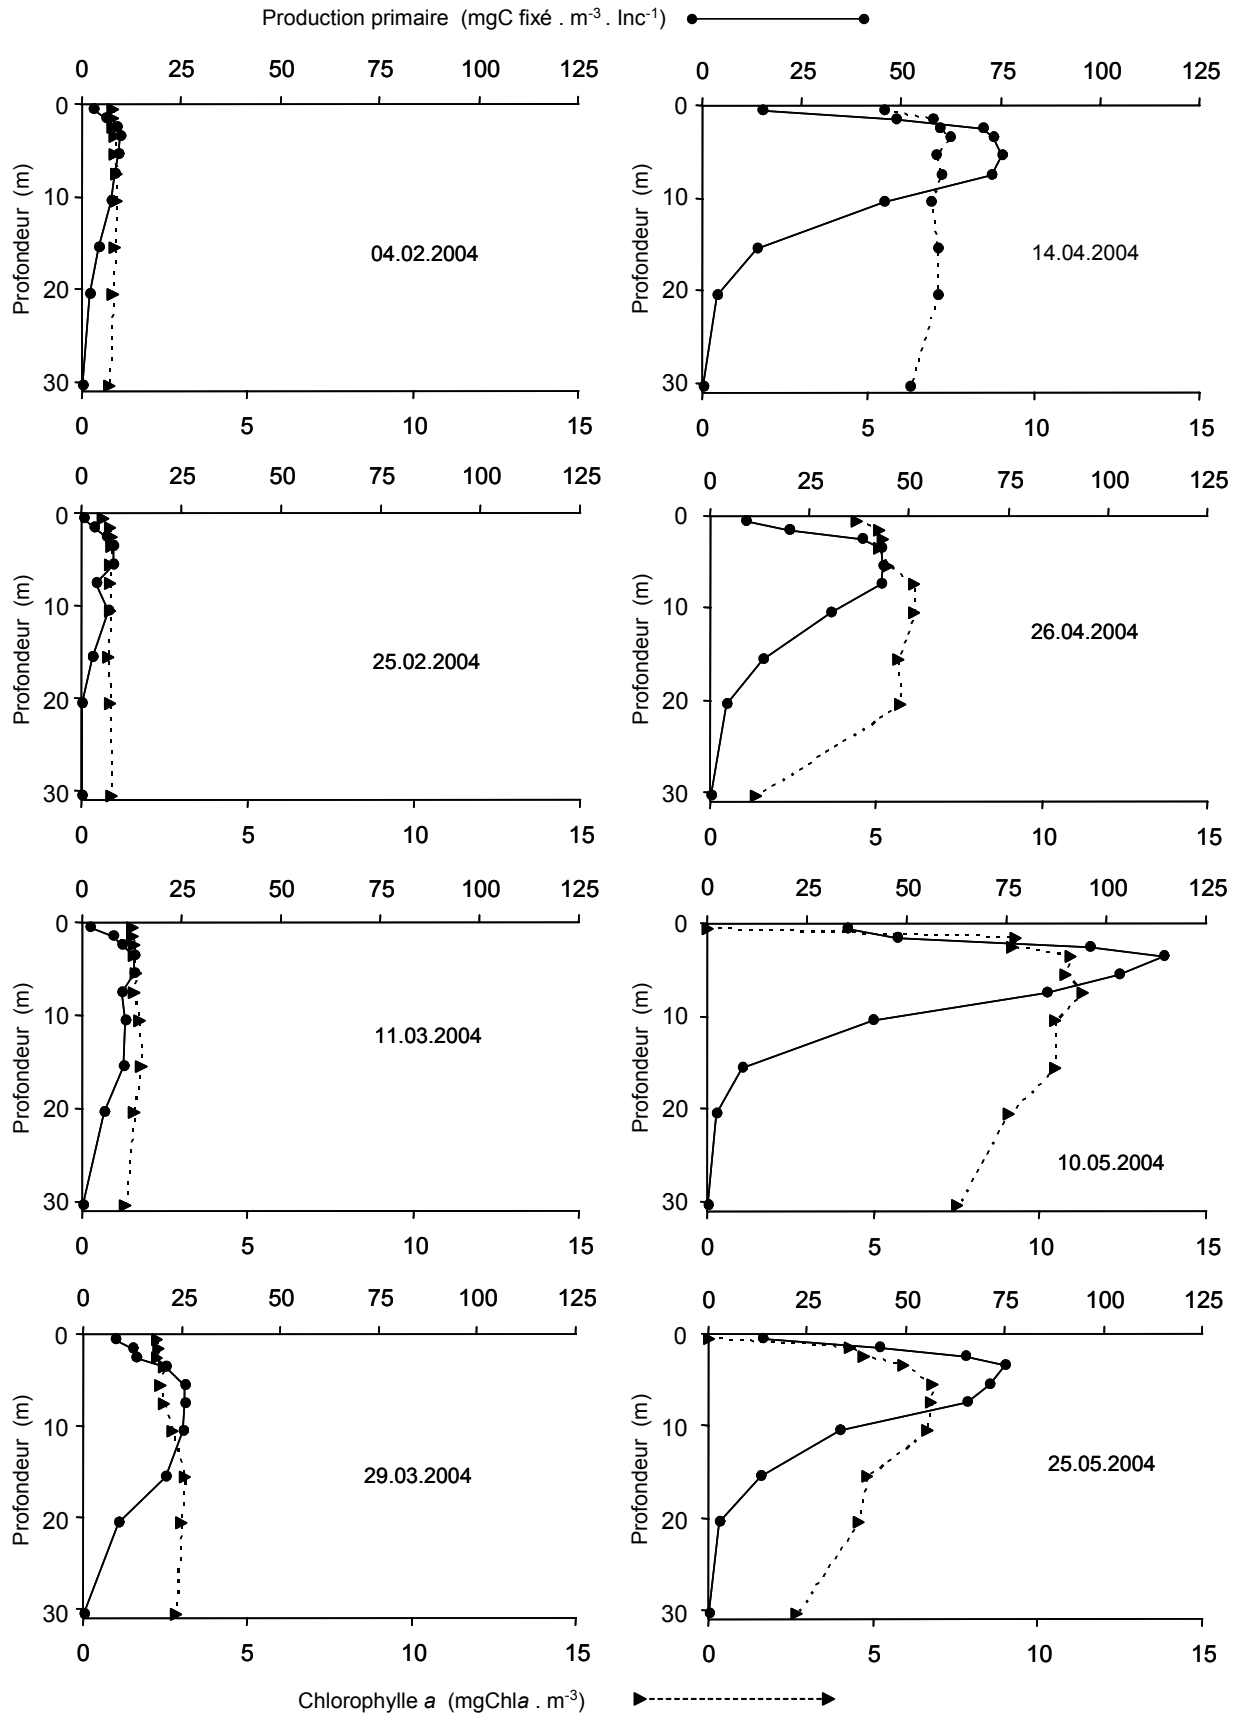 Production primaire (mgC fixé . m-3 . Inc-1)
0 25 50 75 100 125
0 25 50 75 100 125
0
10
20
30
Profondeur (m)
04.02.2004
0 5 10 15
0
10
20
30
Profondeur (m)
14.04.2004
0 5 10 15
0 25 50 75 100 125
0 25 50 75 100 125
0
10
20
30
Profondeur (m)
25.02.2004
0 5 10 15
0
10
20
30
Profondeur (m)
26.04.2004
0 5 10 15
0 25 50 75 100 125
0 25 50 75 100 125
0
10
20
30
Profondeur (m)
11.03.2004
0 5 10 15
0
10
20
30
Profondeur (m)
10.05.2004
0 5 10 15
0 25 50 75 100 125
0 25 50 75 100 125
0
10
20
30
Profondeur (m)
29.03.2004
0 5 10 15
0
10
20
30
Profondeur (m)
25.05.2004
0 5 10 15
Chlorophylle a (mgChla . m-3)